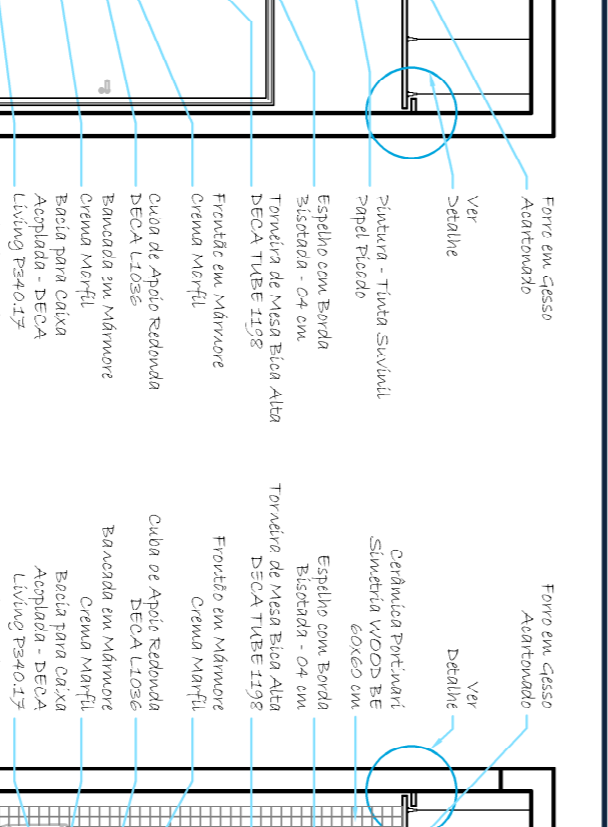 Forro em Gesso
Acartonado
Ver
Detalhe
Pintura - Tinta Suvinil
Papel Picado
Espelho com Borda
Bisotada - 04 cm
Torneira de Mesa Bica Alta
DECA TUBE 1198
Frontão em Mármore
Crema Marfil
Cuba de Apoio Redonda
DECA L1036
Bancada em Mármore
Crema Marfil
Bacia para Caixa
Acoplada - DECA
Living P340.17
Forro em Gesso
Acartonado
Ver
Detalhe
Cerâmica Portinari
Simetria WOOD BE
60x60 cm
Espelho com Borda
Bisotada - 04 cm
Torneira de Mesa Bica Alta
DECA TUBE 1198
Frontão em Mármore
Crema Marfil
Cuba de Apoio Redonda
DECA L1036
Bancada em Mármore
Crema Marfil
Bacia para Caixa
Acoplada - DECA
Living P340.17